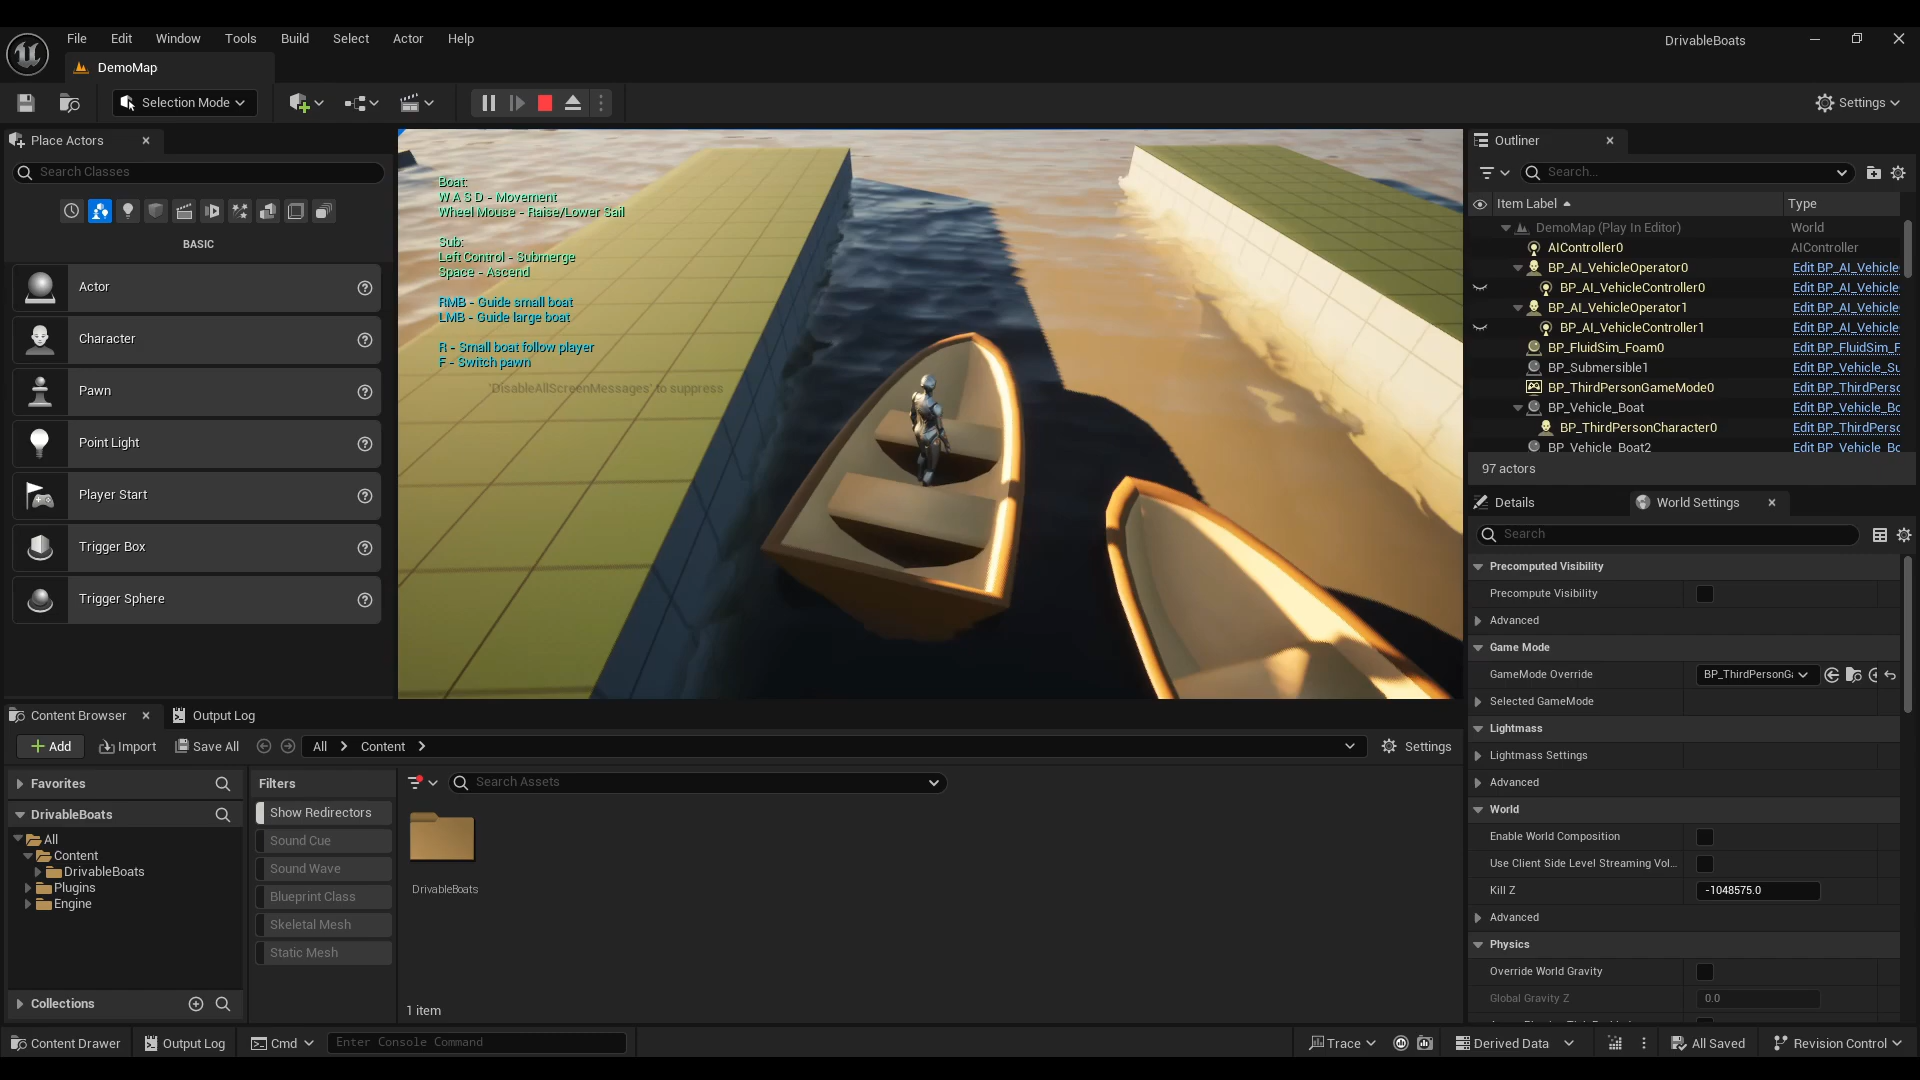 File Edit Window Tools Build Select Actor Help
DrivableBoats
DemoMap
Selection Mode
Settings
Place Actors
Search Classes
BASIC
Actor
Character
Pawn
Point Light
Player Start
Trigger Box
Trigger Sphere
Boat:
W A S D - Movement
Wheel Mouse - Raise/Lower Sail
Sub:
Left Control - Submerge
Space - Ascend
RMB - Guide small boat
LMB - Guide large boat
R - Small boat follow player
F - Switch pawn
'DisableAllScreenMessages' to suppress
Outliner
Search...
Item Label Type
DemoMap (Play In Editor) World
AIController0 AIController
BP_AI_VehicleOperator0 Edit BP_AI_Vehicle
BP_AI_VehicleController0 Edit BP_AI_Vehicle
BP_AI_VehicleOperator1 Edit BP_AI_Vehicle
BP_AI_VehicleController1 Edit BP_AI_Vehicle
BP_FluidSim_Foam0 Edit BP_FluidSim_F
BP_Submersible1 Edit BP_Vehicle_Su
BP_ThirdPersonGameMode0 Edit BP_ThirdPerso
BP_Vehicle_Boat Edit BP_Vehicle_Bo
BP_ThirdPersonCharacter0 Edit BP_ThirdPerso
BP_Vehicle_Boat2 Edit BP_Vehicle_Bo
97 actors
Details World Settings
Search
Precomputed Visibility
Precompute Visibility
Advanced
Game Mode
GameMode Override BP_ThirdPersonGa
Selected GameMode
Lightmass
Lightmass Settings
Advanced
World
Enable World Composition
Use Client Side Level Streaming Vol...
Kill Z -1048575.0
Advanced
Physics
Override World Gravity
Global Gravity Z 0.0
Content Browser Output Log
Add Import Save All All Content Settings
Favorites
DrivableBoats
All
Content
DrivableBoats
Plugins
Engine
Collections
Filters
Show Redirectors
Sound Cue
Sound Wave
Blueprint Class
Skeletal Mesh
Static Mesh
Search Assets
DrivableBoats
1 item
Content Drawer Output Log Cmd Enter Console Command Trace Derived Data All Saved Revision Control